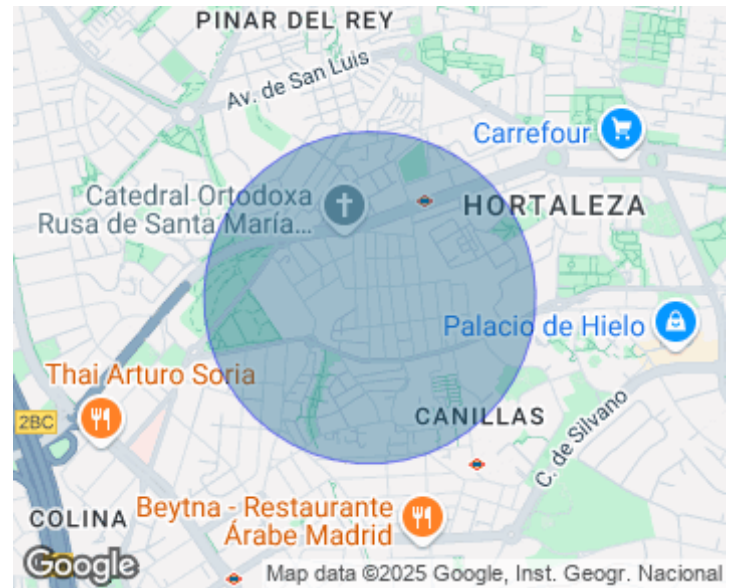 PINAR DEL REY
Av. de San Luis
Carrefour
Catedral Ortodoxa
Rusa de Santa María...
HORTALEZA
Palacio de Hielo
Thai Arturo Soria
2BC
CANILLAS
C. de Silvano
Beytna - Restaurante
Árabe Madrid
COLINA
Google
Map data ©2025 Google, Inst. Geogr. Nacional